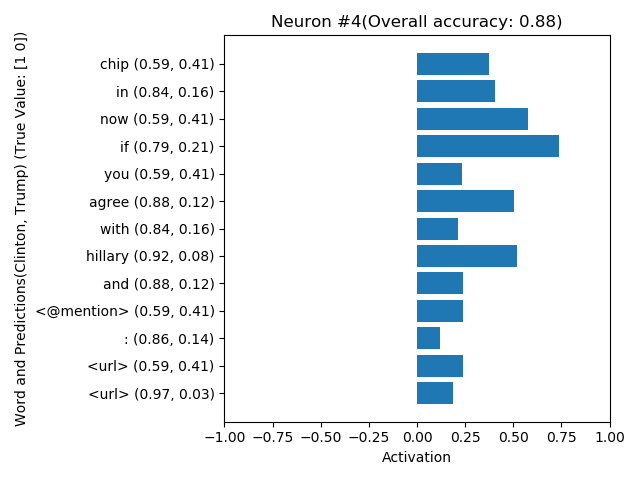 Neuron #4(Overall accuracy: 0.88)
Word and Predictions(Clinton, Trump) (True Value: [1 0])
chip (0.59, 0.41)
in (0.84, 0.16)
now (0.59, 0.41)
if (0.79, 0.21)
you (0.59, 0.41)
agree (0.88, 0.12)
with (0.84, 0.16)
hillary (0.92, 0.08)
and (0.88, 0.12)
<@mention> (0.59, 0.41)
: (0.86, 0.14)
<url> (0.59, 0.41)
<url> (0.97, 0.03)
−1.00 −0.75 −0.50 −0.25 0.00 0.25 0.50 0.75 1.00
Activation